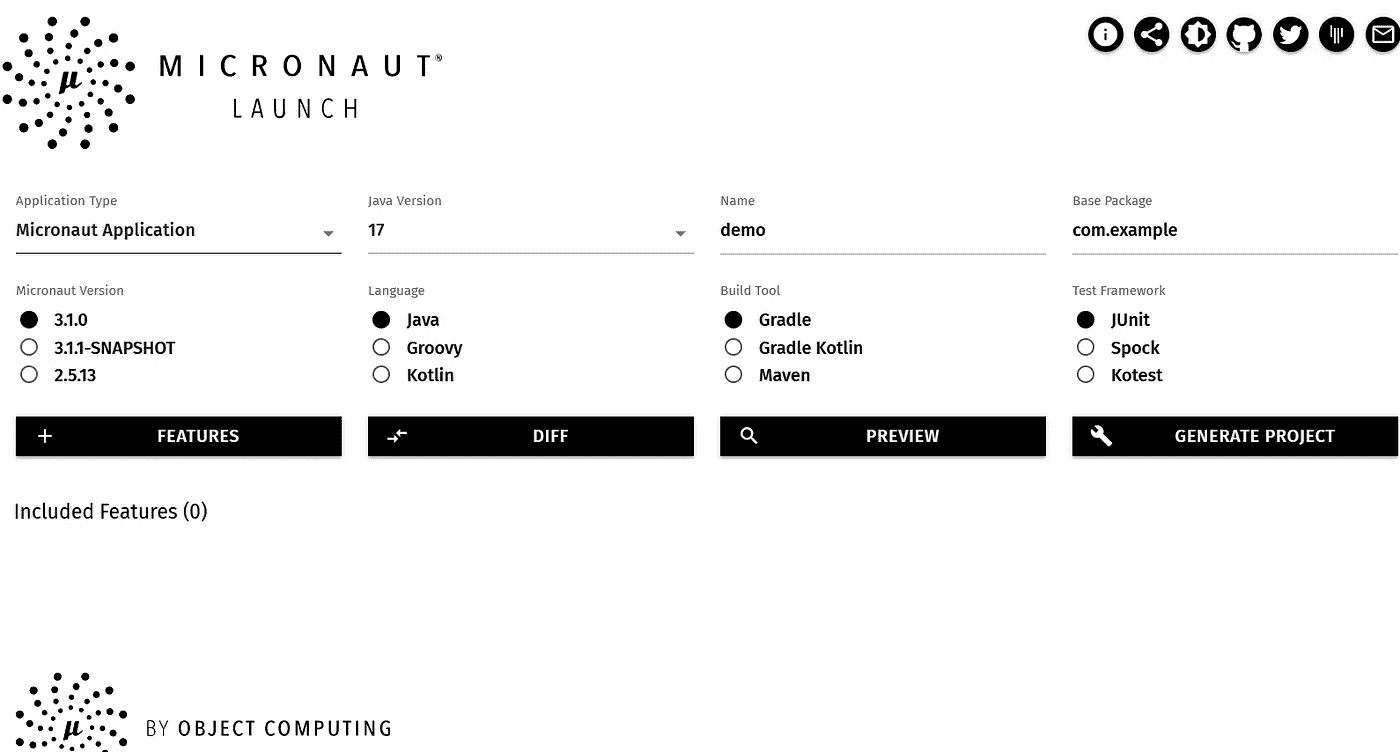 μ
MICRONAUT®
LAUNCH
Application Type
Micronaut Application
Java Version
17
Name
demo
Base Package
com.example
Micronaut Version
3.1.0
3.1.1-SNAPSHOT
2.5.13
Language
Java
Groovy
Kotlin
Build Tool
Gradle
Gradle Kotlin
Maven
Test Framework
JUnit
Spock
Kotest
FEATURES
DIFF
PREVIEW
GENERATE PROJECT
Included Features (0)
μ
BY OBJECT COMPUTING